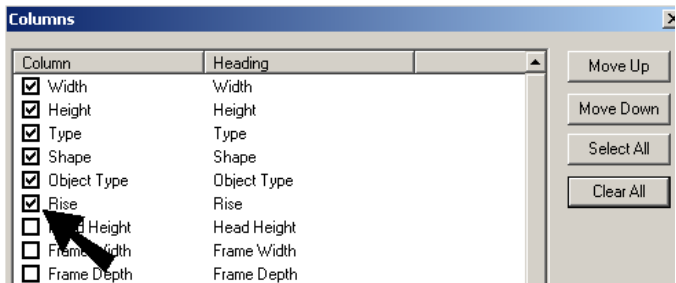 Columns
Column Heading
Width Width
Height Height
Type Type
Shape Shape
Object Type Object Type
Rise Rise
Height Head Height
Frame Width Frame Width
Frame Depth Frame Depth
Move Up
Move Down
Select All
Clear All